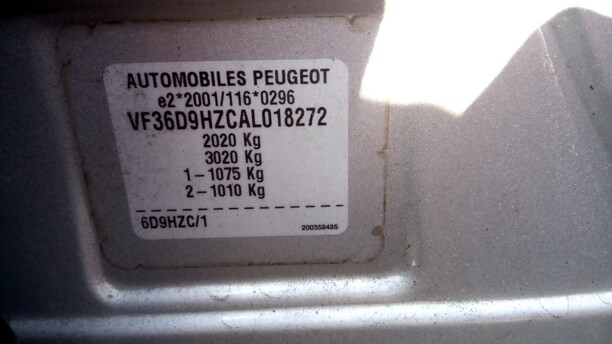 AUTOMOBILES PEUGEOT
e2*2001/116*0296
VF36D9HZCAL018272
2020 Kg
3020 Kg
1-1075 Kg
2-1010 Kg
6D9HZC/1
200359495